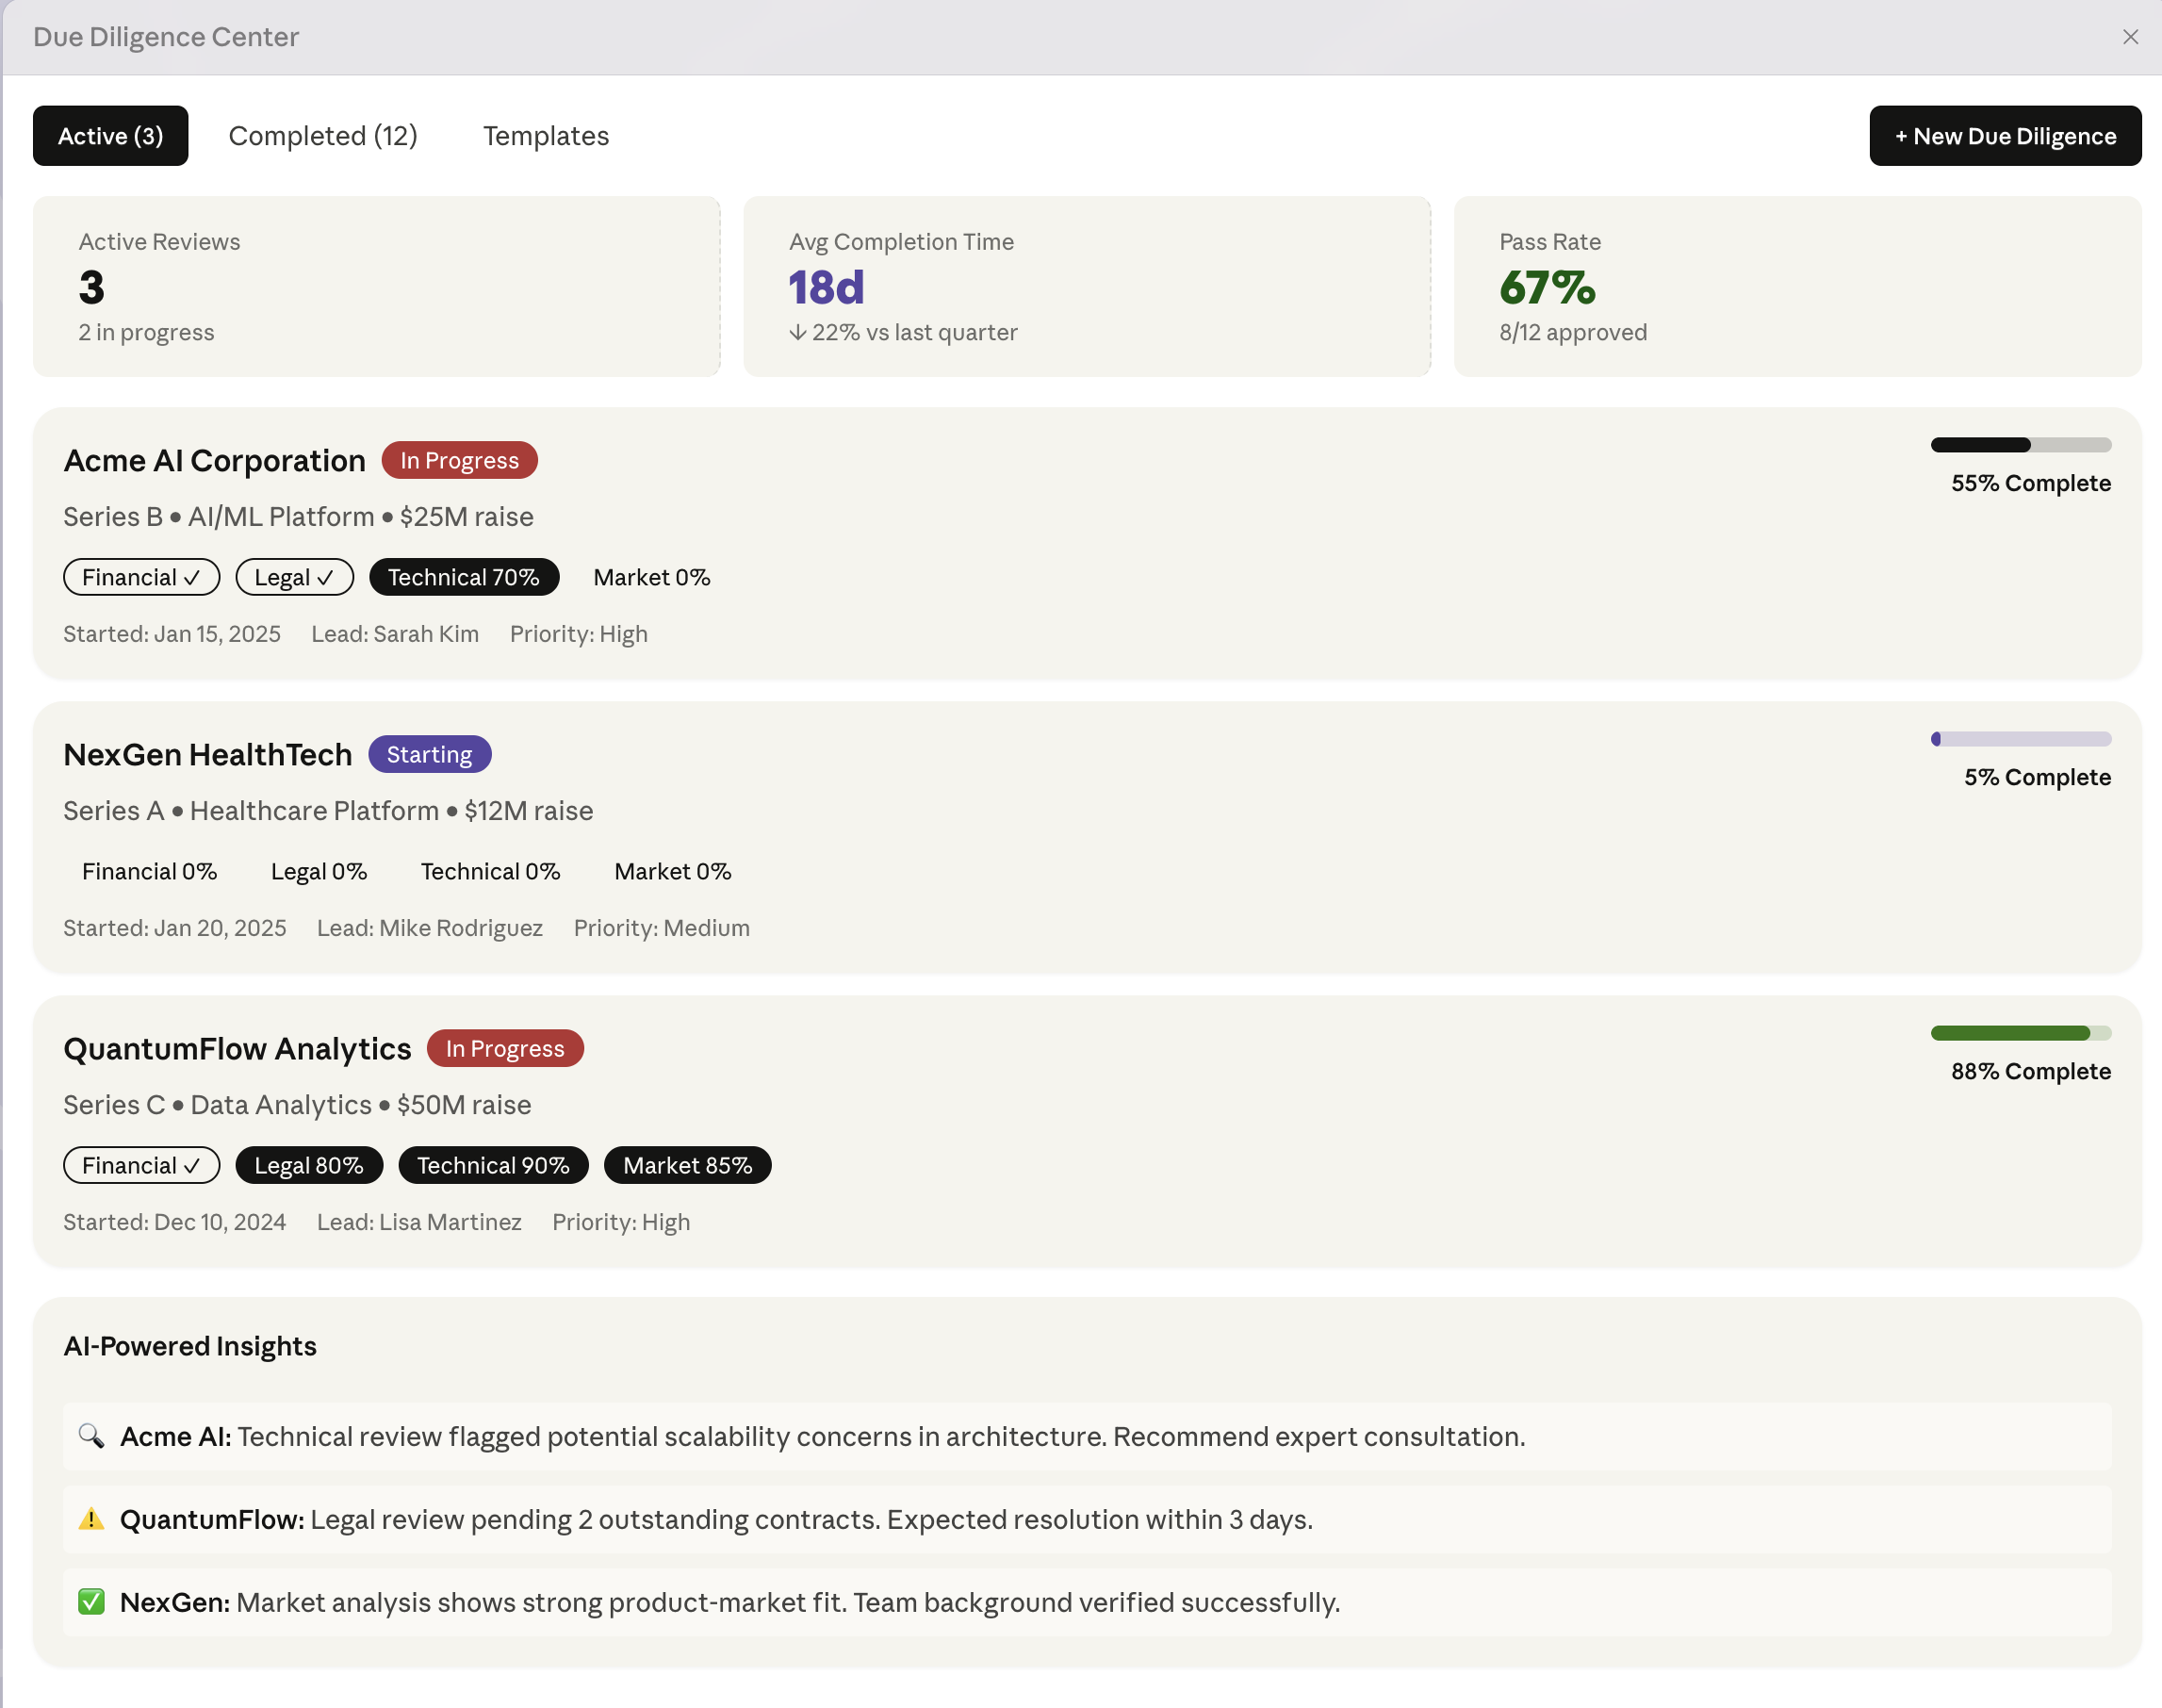 Due Diligence Center
Active (3)
Completed (12)
Templates
+ New Due Diligence
Active Reviews
3
2 in progress
Avg Completion Time
18d
↓ 22% vs last quarter
Pass Rate
67%
8/12 approved
Acme AI Corporation In Progress
55% Complete
Series B • AI/ML Platform • $25M raise
Financial ✓ Legal ✓ Technical 70% Market 0%
Started: Jan 15, 2025 Lead: Sarah Kim Priority: High
NexGen HealthTech Starting
5% Complete
Series A • Healthcare Platform • $12M raise
Financial 0% Legal 0% Technical 0% Market 0%
Started: Jan 20, 2025 Lead: Mike Rodriguez Priority: Medium
QuantumFlow Analytics In Progress
88% Complete
Series C • Data Analytics • $50M raise
Financial ✓ Legal 80% Technical 90% Market 85%
Started: Dec 10, 2024 Lead: Lisa Martinez Priority: High
AI-Powered Insights
🔍 Acme AI: Technical review flagged potential scalability concerns in architecture. Recommend expert consultation.
⚠️ QuantumFlow: Legal review pending 2 outstanding contracts. Expected resolution within 3 days.
✅ NexGen: Market analysis shows strong product-market fit. Team background verified successfully.